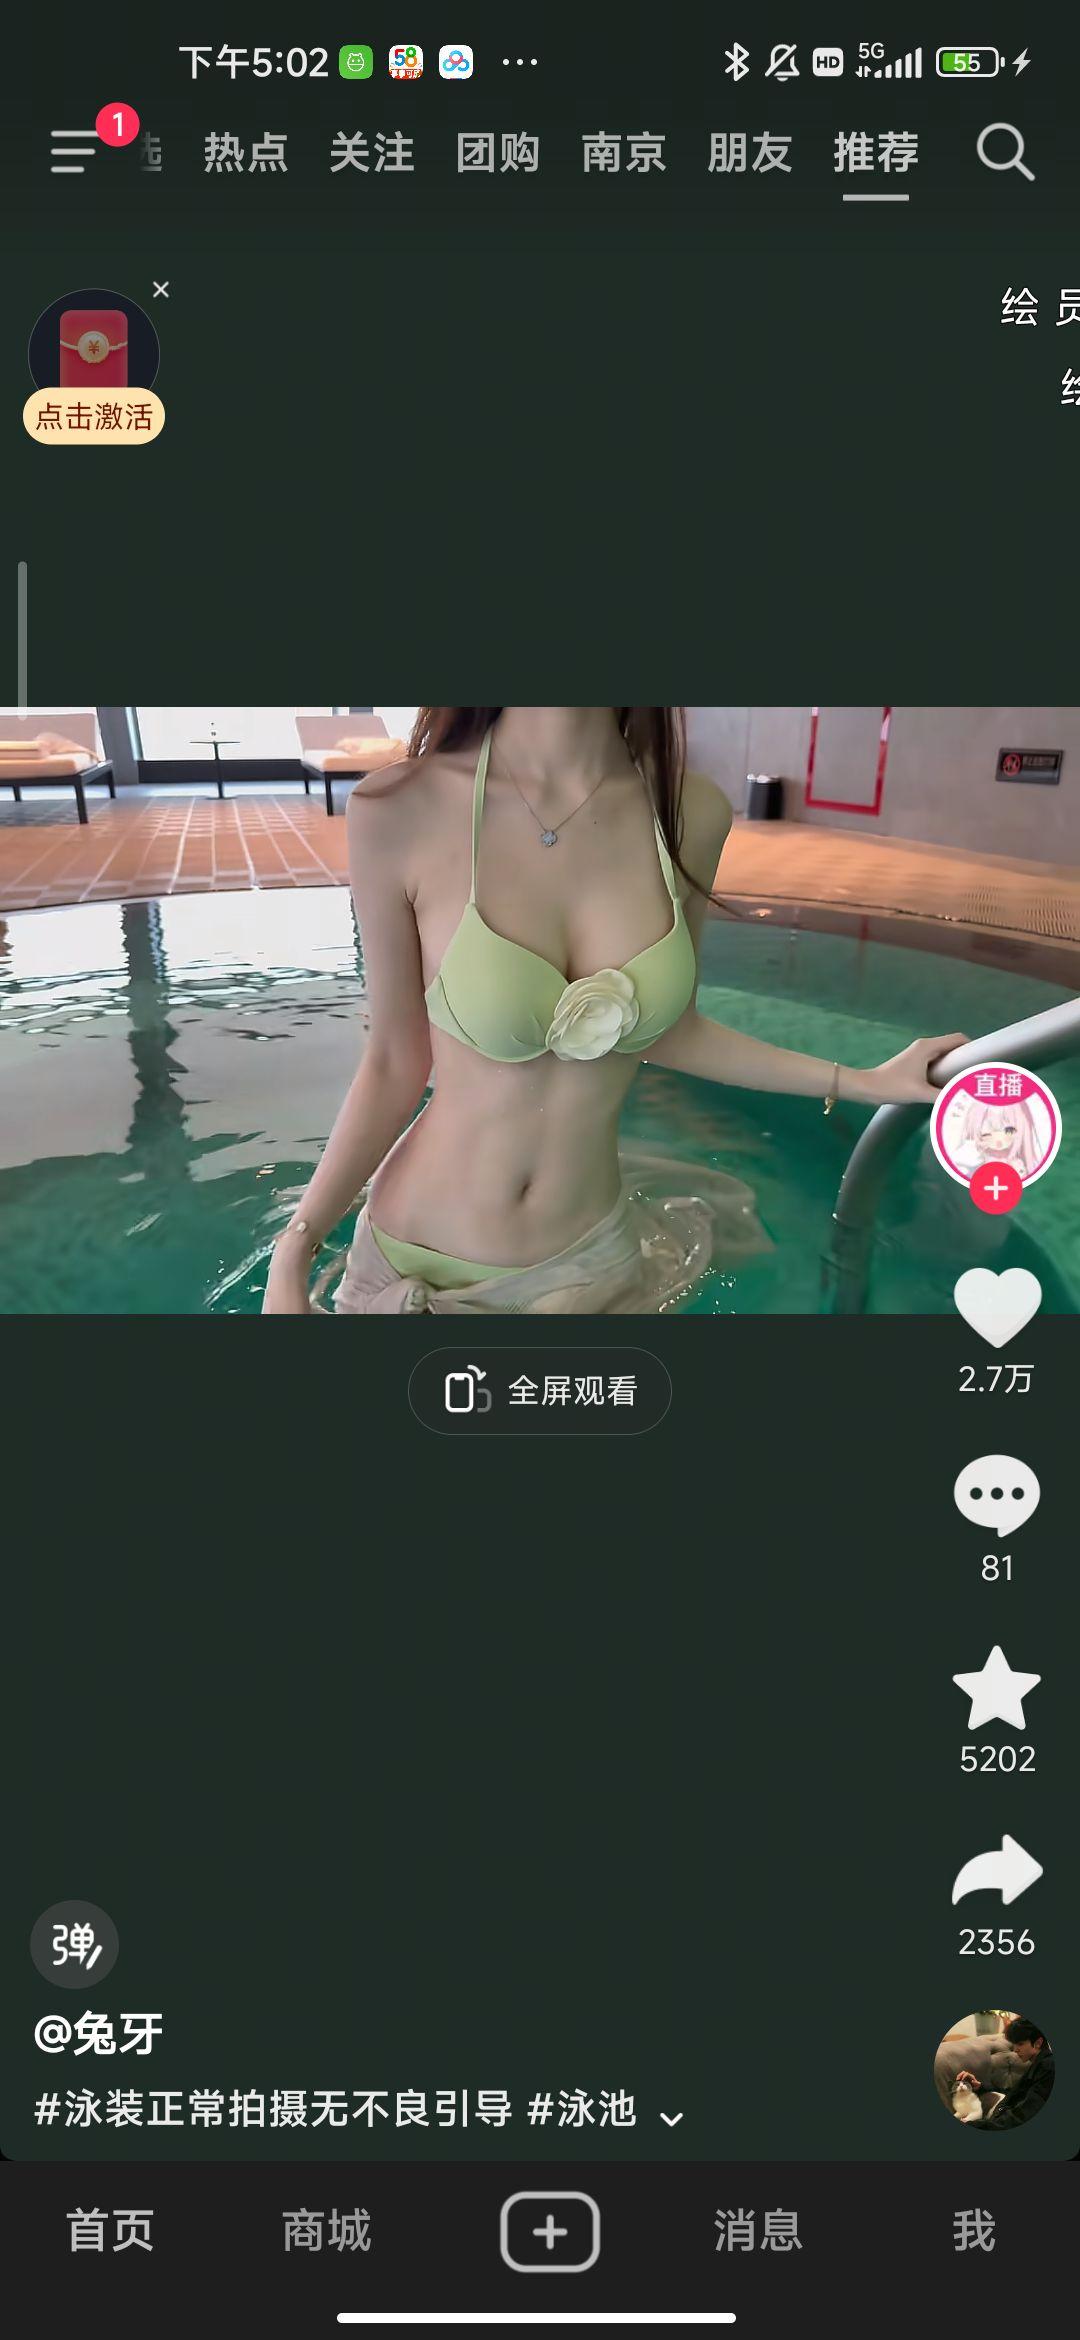 下午5:02
58
HD
5G
55
1
选 热点 关注 团购 南京 朋友 推荐
绘 员
点击激活
直播
2.7万
全屏观看
81
5202
2356
弹
@兔牙
#泳装正常拍摄无不良引导 #泳池
首页
商城
消息
我